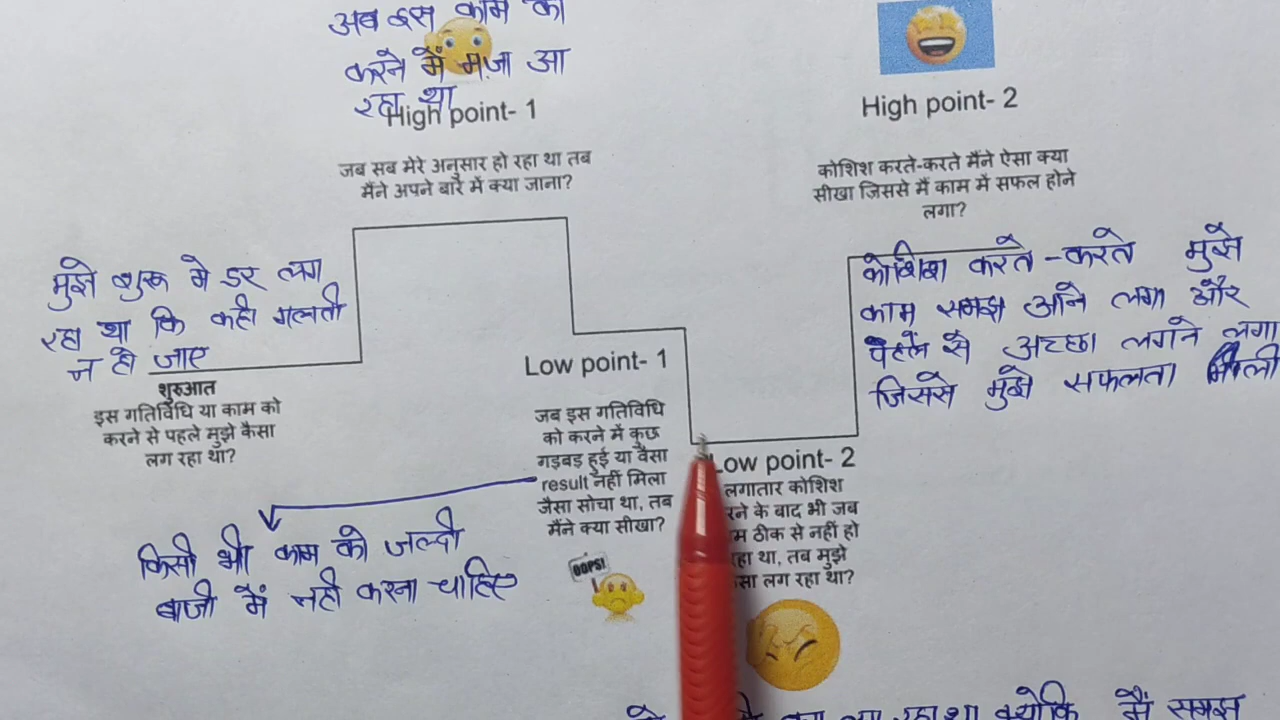 अब इस काम को
करने में मज़ा आ
रहा था
High point- 1
जब सब मेरे अनुसार हो रहा था तब
मैंने अपने बारे में क्या जाना?
High point- 2
कोशिश करते-करते मैंने ऐसा क्या
सीखा जिससे मैं काम में सफल होने
लगा?
मुझे शुरू मे डर लग
रहा था कि कही गलती
न हो जाए
शुरुआत
इस गतिविधि या काम को
करने से पहले मुझे कैसा
लग रहा था?
Low point- 1
जब इस गतिविधि
को करने में कुछ
गड़बड़ हुई या वैसा
result नहीं मिला
जैसा सोचा था, तब
मैंने क्या सीखा?
OOPS!
किसी भी काम को जल्दी
बाजी में नही करना चाहिए
कोशिश करते-करते मुझे
काम समझ आने लगा और
पहले से अच्छा लगने लगा
जिससे मुझे सफलता मिली
Low point- 2
लगातार कोशिश
रने के बाद भी जब
म ठीक से नहीं हो
रहा था, तब मुझे
सा लग रहा था?
रहा था क्योकि मैं समझ